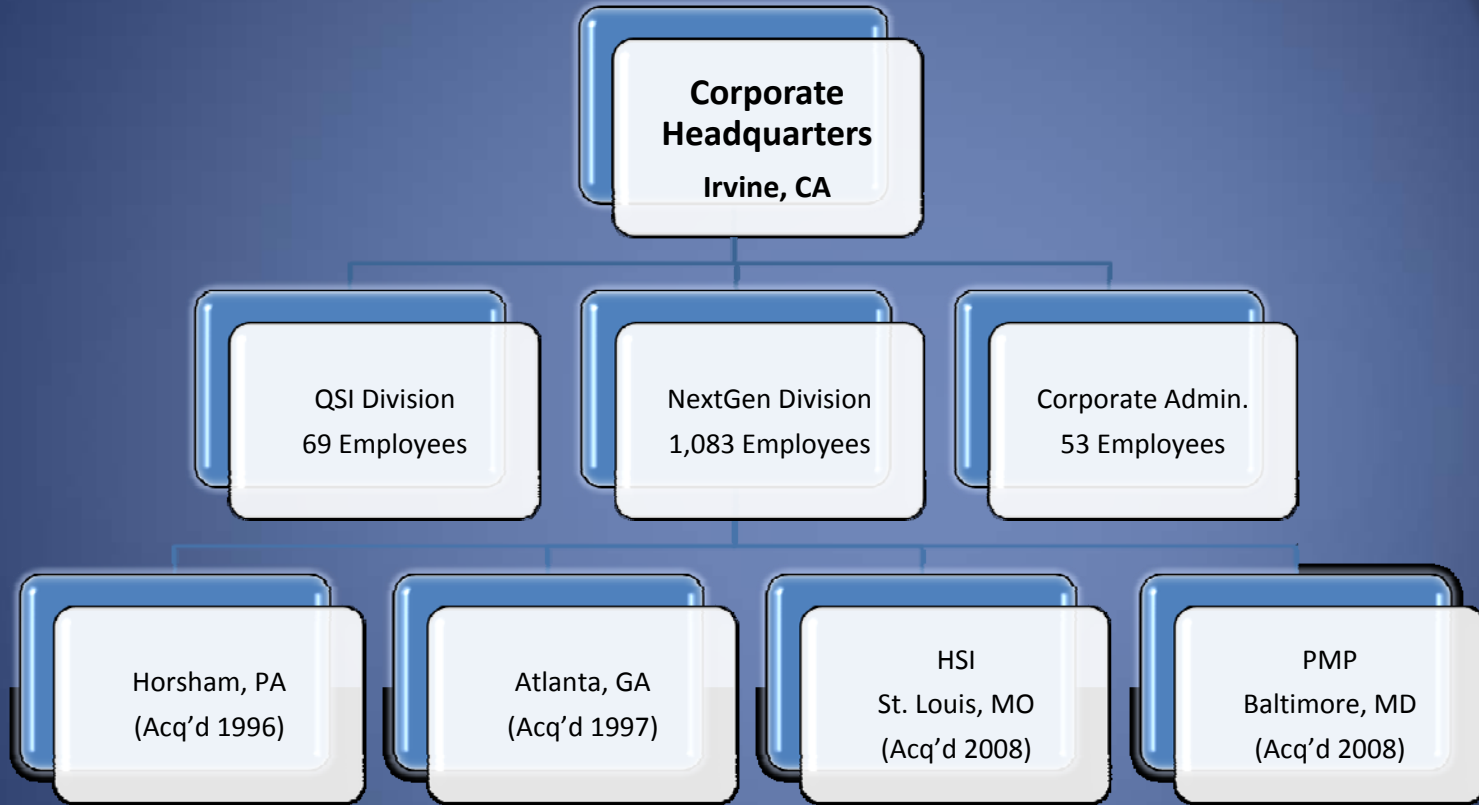 Corporate
Headquarters
Irvine, CA
QSI Division
69 Employees
NextGen Division
1,083 Employees
Corporate Admin.
53 Employees
Horsham, PA
(Acq’d 1996)
Atlanta, GA
(Acq’d 1997)
HSI
St. Louis, MO
(Acq’d 2008)
PMP
Baltimore, MD
(Acq’d 2008)